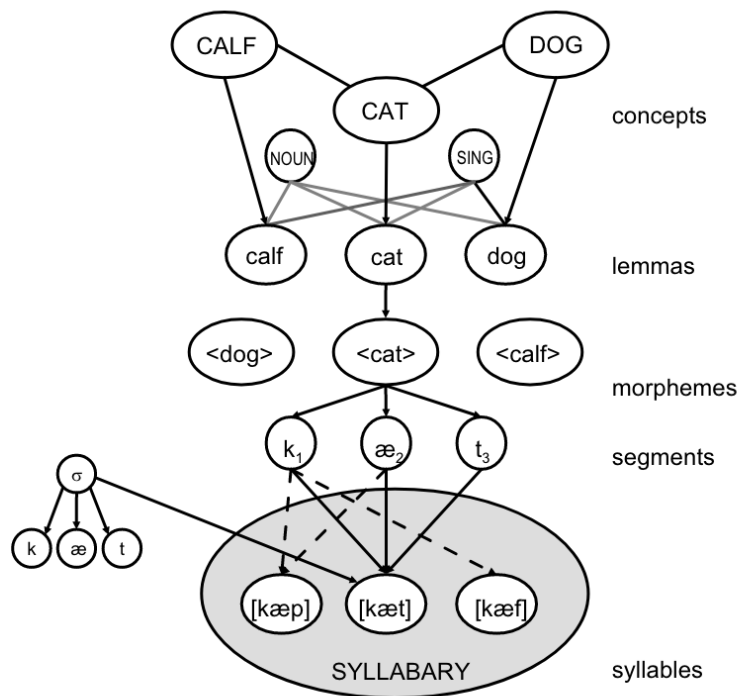 CALF
DOG
CAT
concepts
NOUN
SING
calf
cat
dog
lemmas
<dog>
<cat>
<calf>
morphemes
k1
æ2
t3
segments
σ
k
æ
t
[kæp]
[kæt]
[kæf]
SYLLABARY
syllables